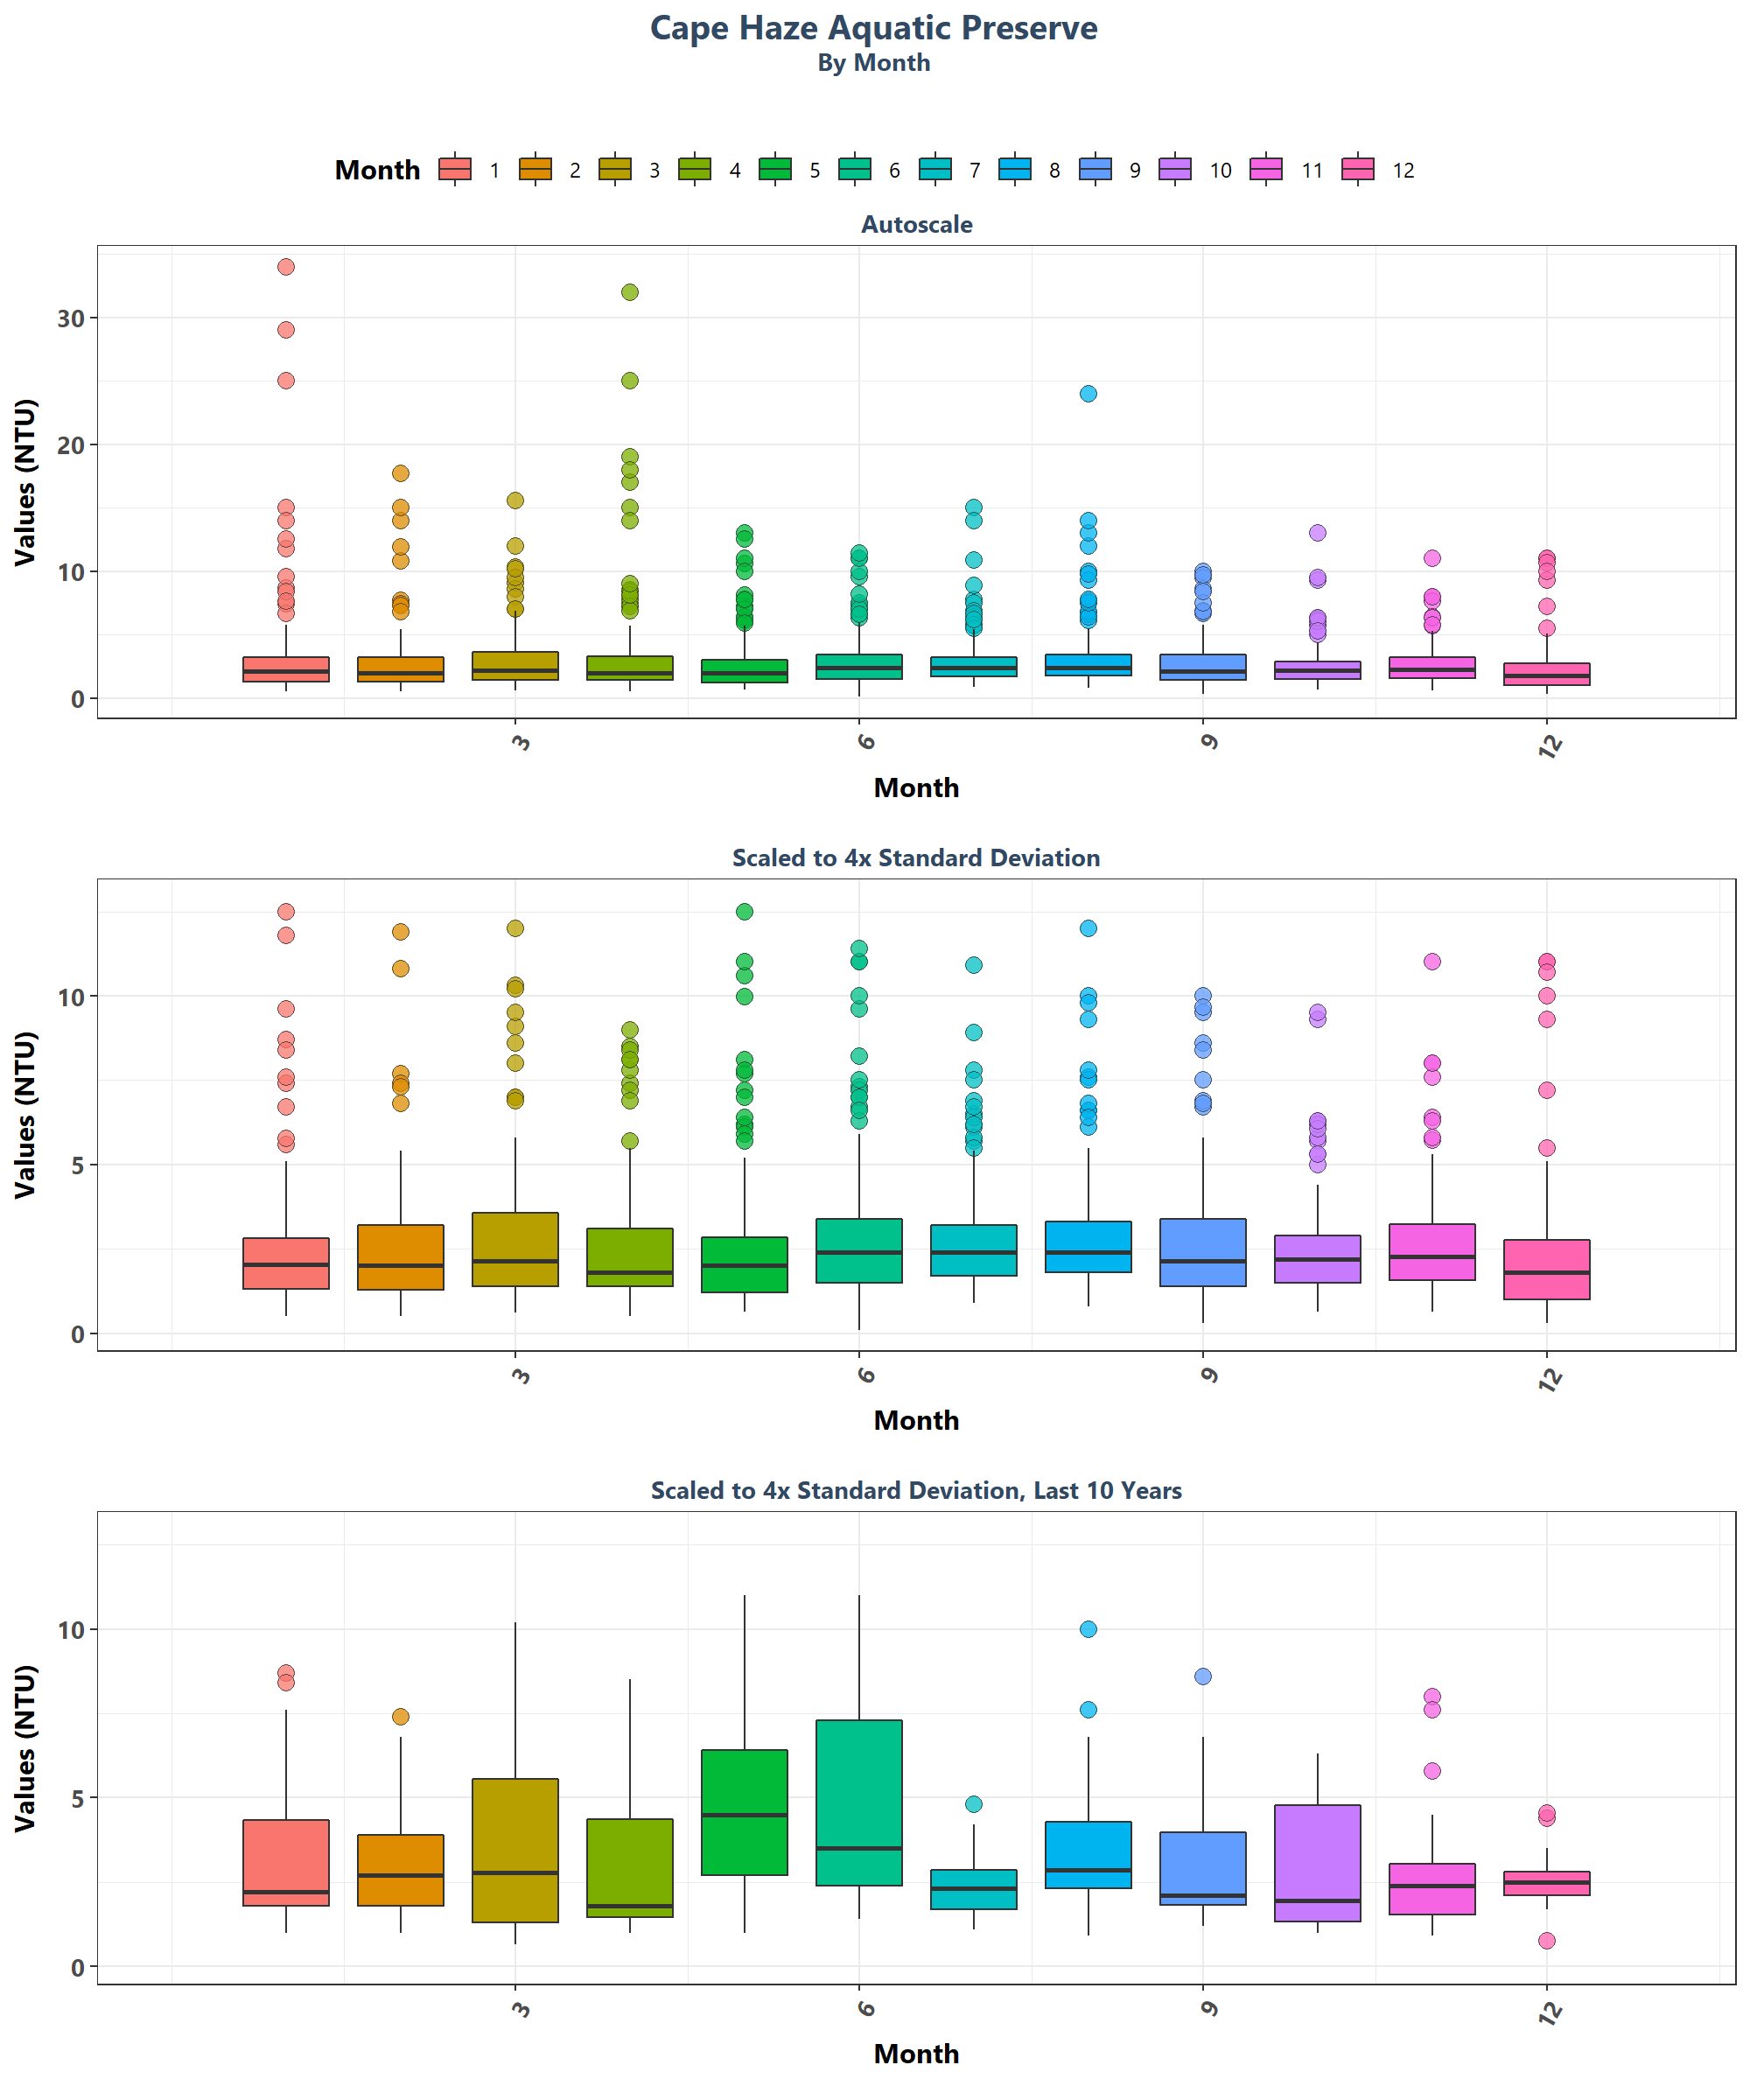 Cape Haze Aquatic Preserve
By Month
Month 1 2 3 4 5 6 7 8 9 10 11 12
Autoscale
Values (NTU)
30
20
10
0
3 6 9 12
Month
Scaled to 4x Standard Deviation
Values (NTU)
10
5
0
3 6 9 12
Month
Scaled to 4x Standard Deviation, Last 10 Years
Values (NTU)
10
5
0
3 6 9 12
Month